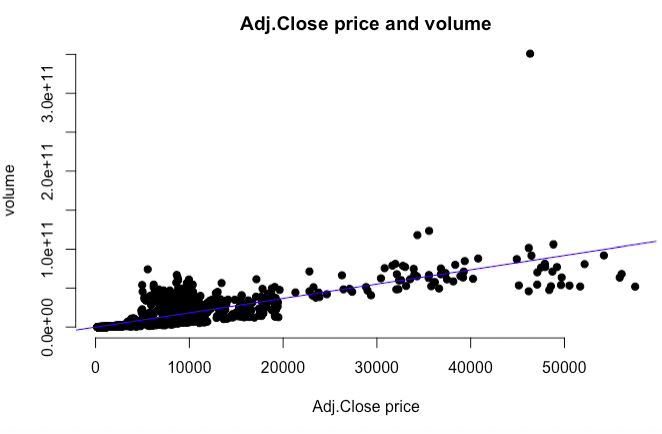 Adj.Close price and volume
volume
0.0e+00
1.0e+11
2.0e+11
3.0e+11
0
10000
20000
30000
40000
50000
Adj.Close price